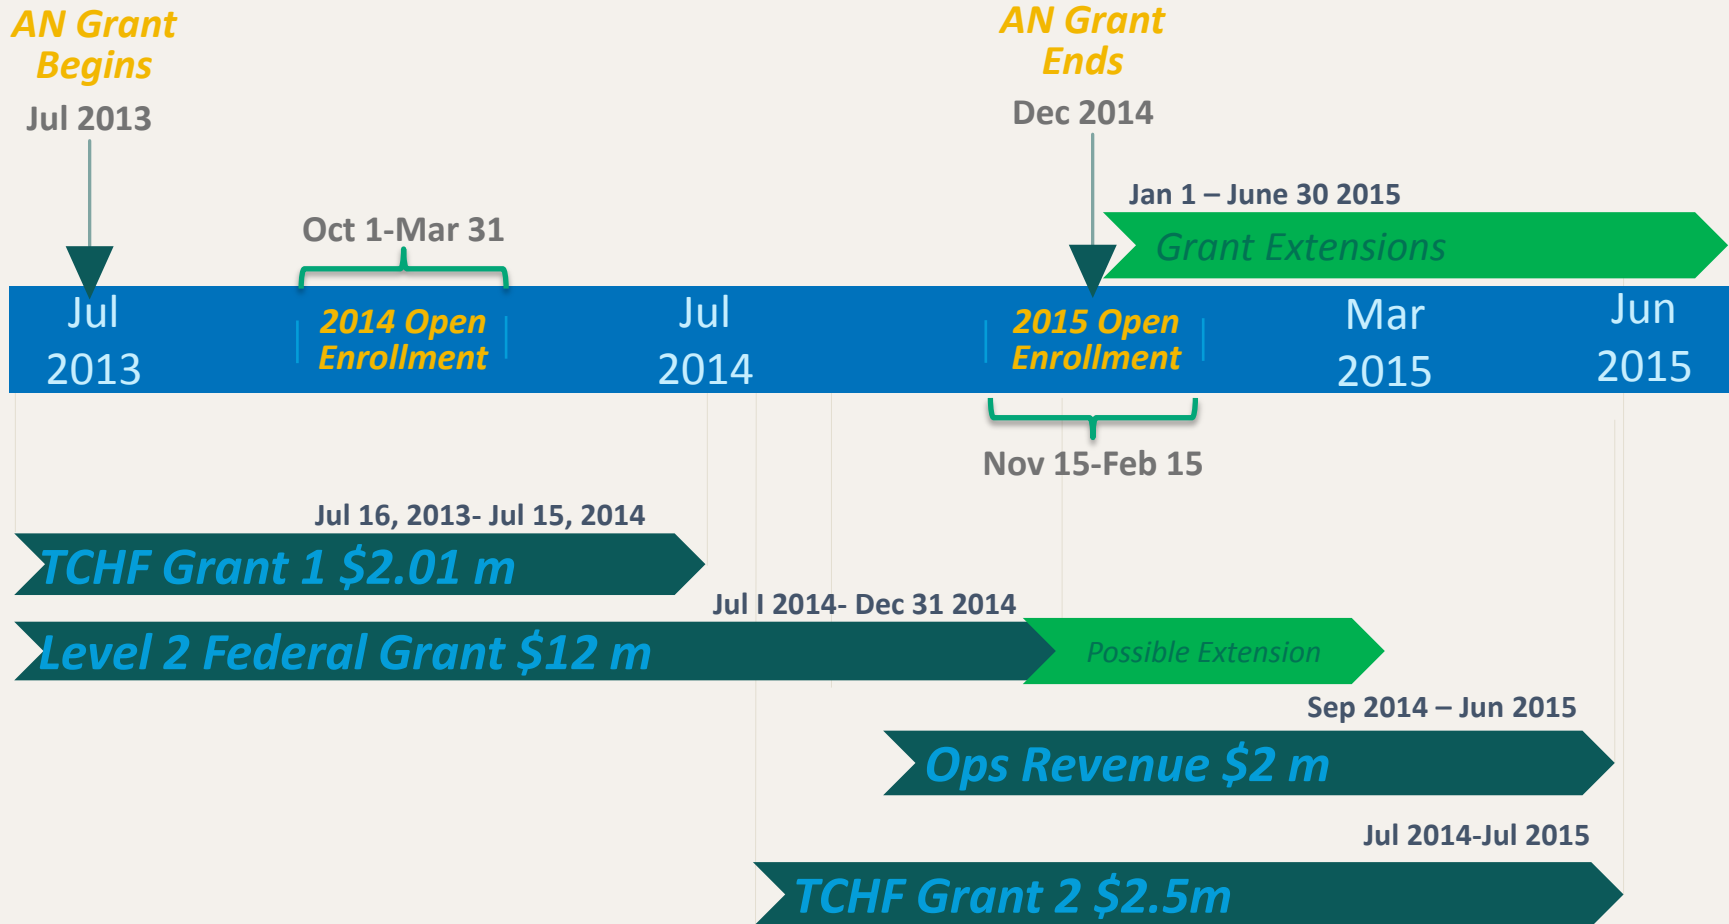 AN Grant
Begins
Jul 2013
AN Grant
Ends
Dec 2014
Jan 1 – June 30 2015
Grant Extensions
Oct 1-Mar 31
Jul
2013
2014 Open
Enrollment
Jul
2014
2015 Open
Enrollment
Mar
2015
Jun
2015
Nov 15-Feb 15
Jul 16, 2013- Jul 15, 2014
TCHF Grant 1 $2.01 m
Jul I 2014- Dec 31 2014
Level 2 Federal Grant $12 m
Possible Extension
Sep 2014 – Jun 2015
Ops Revenue $2 m
Jul 2014-Jul 2015
TCHF Grant 2 $2.5m